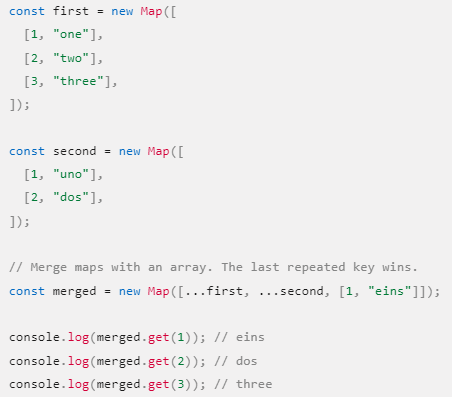 const first = new Map([
  [1, "one"],
  [2, "two"],
  [3, "three"],
]);

const second = new Map([
  [1, "uno"],
  [2, "dos"],
]);

// Merge maps with an array. The last repeated key wins.
const merged = new Map([...first, ...second, [1, "eins"]]);

console.log(merged.get(1)); // eins
console.log(merged.get(2)); // dos
console.log(merged.get(3)); // three